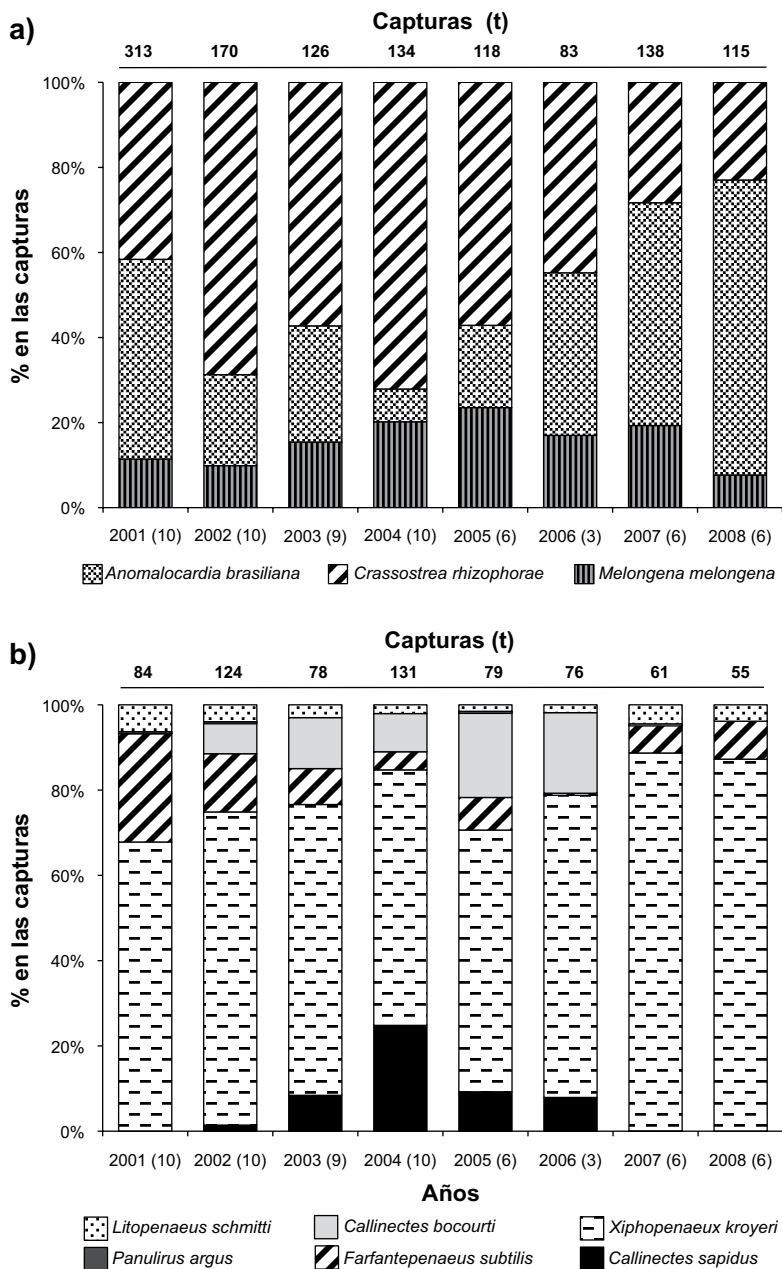 a)
Capturas (t)
313 170 126 134 118 83 138 115
100%
80%
60%
40%
20%
0%
% en las capturas
2001 (10) 2002 (10) 2003 (9) 2004 (10) 2005 (6) 2006 (3) 2007 (6) 2008 (6)
Anomalocardia brasiliana Crassostrea rhizophorae Melongena melongena
b)
Capturas (t)
84 124 78 131 79 76 61 55
100%
80%
60%
40%
20%
0%
% en las capturas
2001 (10) 2002 (10) 2003 (9) 2004 (10) 2005 (6) 2006 (3) 2007 (6) 2008 (6)
Años
Litopenaeus schmitti Callinectes bocourti Xiphopenaeux kroyeri
Panulirus argus Farfantepenaeus subtilis Callinectes sapidus